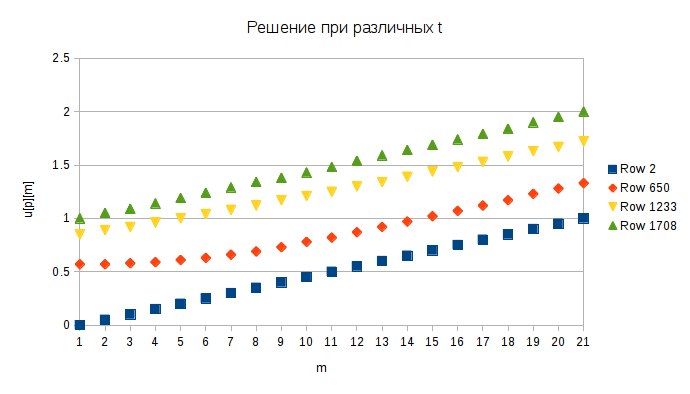 Решение при различных t
2.5
2
1.5
1
0.5
0
u[p][m]
1 2 3 4 5 6 7 8 9 10 11 12 13 14 15 16 17 18 19 20 21
m
Row 2
Row 650
Row 1233
Row 1708